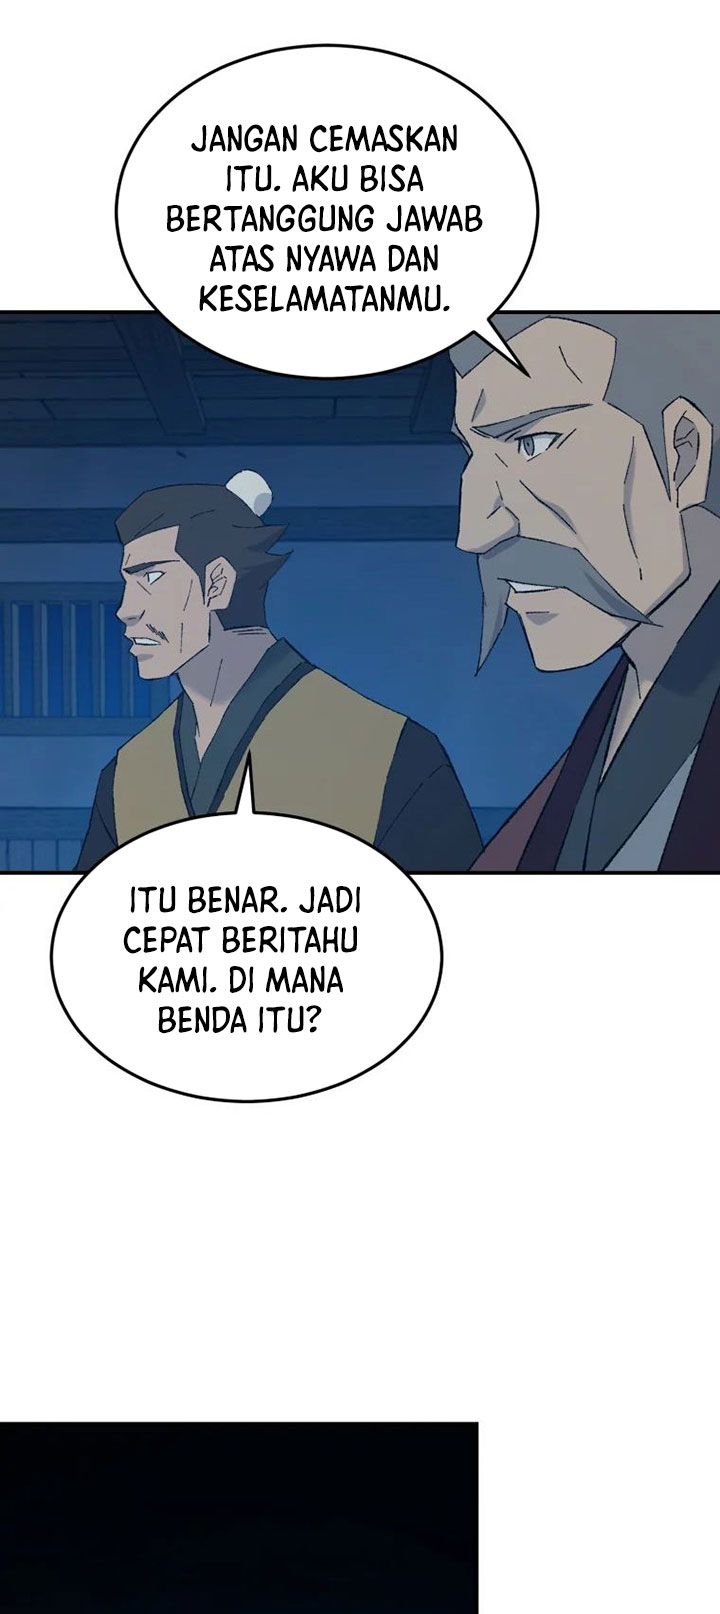 JANGAN CEMASKAN
ITU. AKU BISA
BERTANGGUNG JAWAB
ATAS NYAWA DAN
KESELAMATANMU.
ITU BENAR. JADI
CEPAT BERITAHU
KAMI. DI MANA
BENDA ITU?